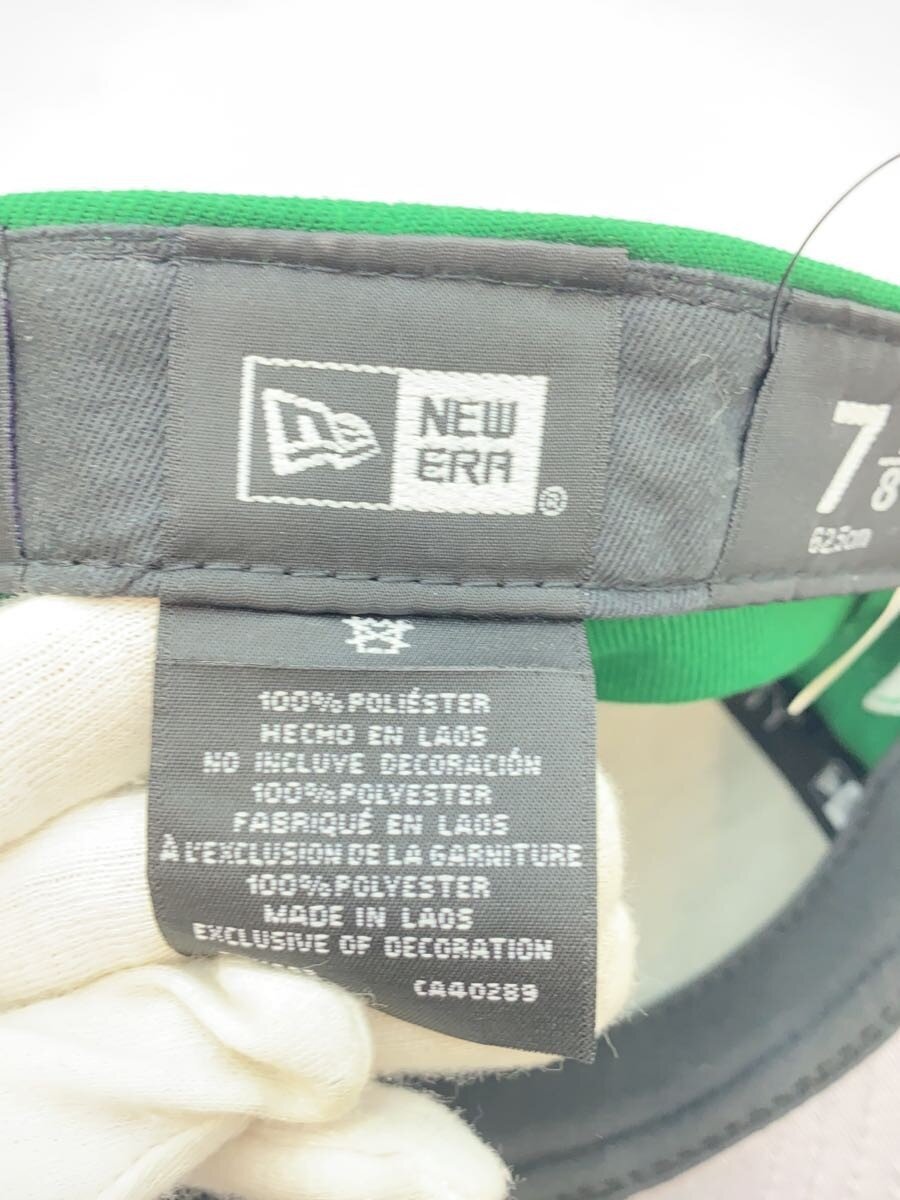 NEW
ERA
®
7
8
62.5cm
100% POLIÉSTER
HECHO EN LAOS
NO INCLUYE DECORACIÓN
100% POLYESTER
FABRIQUÉ EN LAOS
À L'EXCLUSION DE LA GARNITURE
100% POLYESTER
MADE IN LAOS
EXCLUSIVE OF DECORATION
CA40289